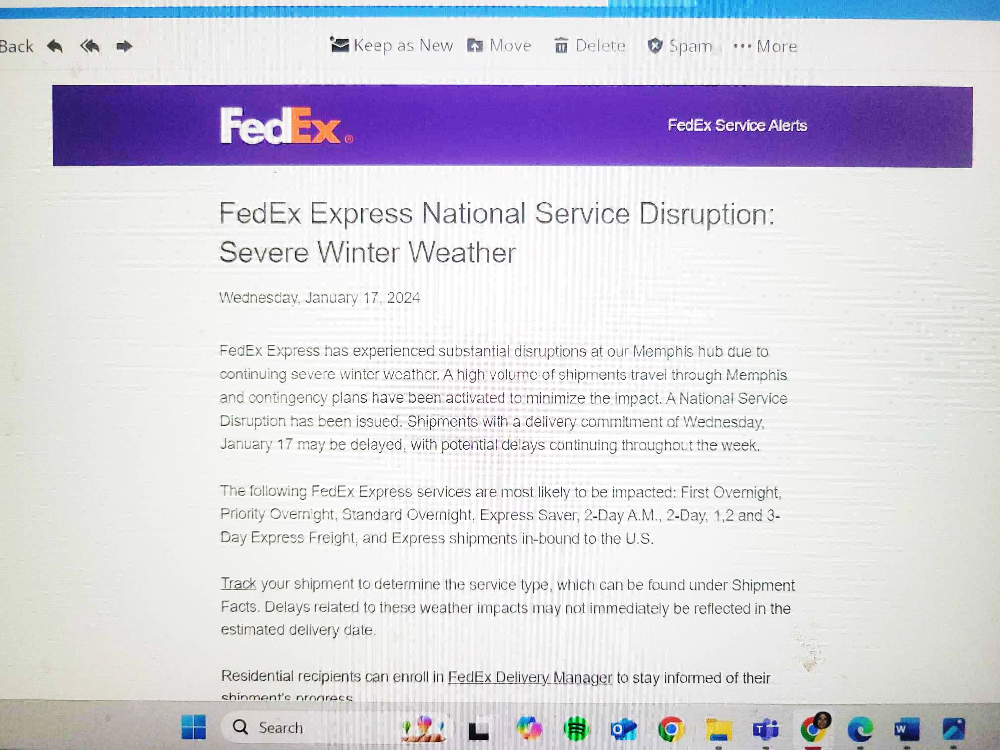 Back
Keep as New Move Delete Spam ••• More
FedEx®
FedEx Service Alerts
FedEx Express National Service Disruption:
Severe Winter Weather
Wednesday, January 17, 2024
FedEx Express has experienced substantial disruptions at our Memphis hub due to
continuing severe winter weather. A high volume of shipments travel through Memphis
and contingency plans have been activated to minimize the impact. A National Service
Disruption has been issued. Shipments with a delivery commitment of Wednesday,
January 17 may be delayed, with potential delays continuing throughout the week.
The following FedEx Express services are most likely to be impacted: First Overnight,
Priority Overnight, Standard Overnight, Express Saver, 2-Day A.M., 2-Day, 1,2 and 3-
Day Express Freight, and Express shipments in-bound to the U.S.
Track your shipment to determine the service type, which can be found under Shipment
Facts. Delays related to these weather impacts may not immediately be reflected in the
estimated delivery date.
Residential recipients can enroll in FedEx Delivery Manager to stay informed of their
shipment's progress
Search
O
T
W